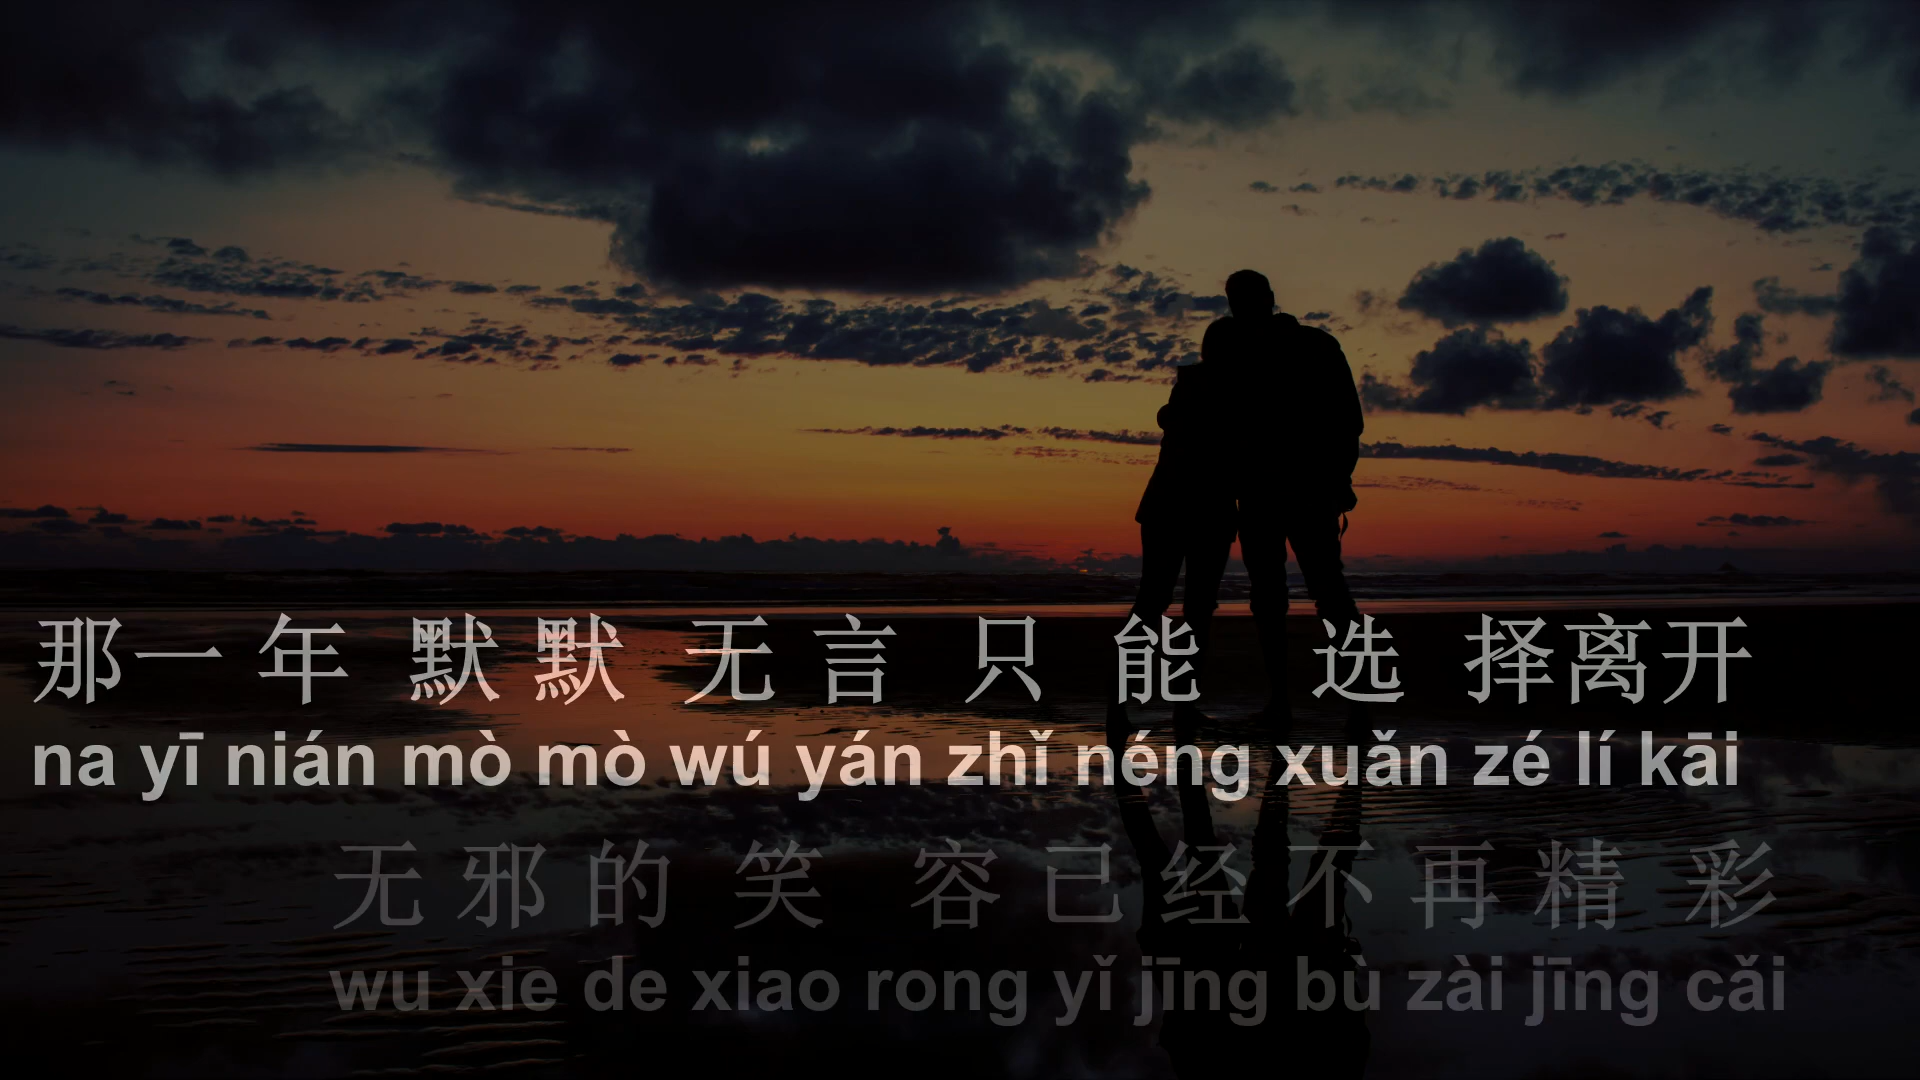 那一 年 默 默 无 言 只 能 选 择离开
na yī nián mò mò wú yán zhǐ néng xuǎn zé lí kāi
无 邪 的 笑 容 己 经 不 再 精 彩
wu xie de xiao rong yǐ jīng bù zài jīng cǎi